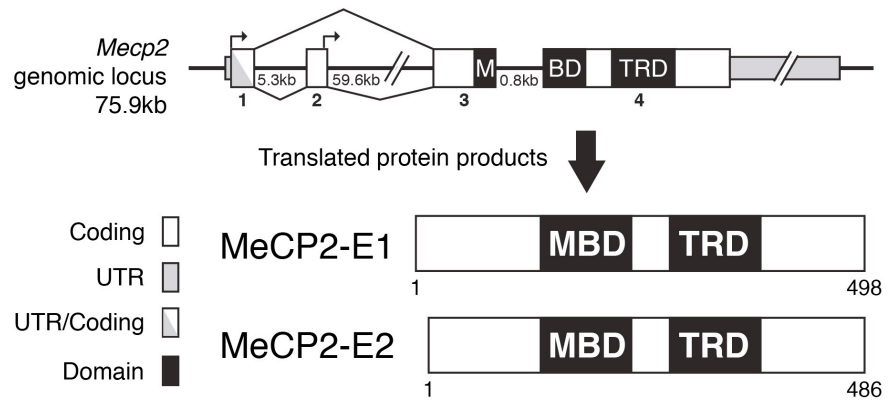 Mecp2
genomic locus
75.9kb
5.3kb
59.6kb
M
0.8kb
BD
TRD
1
2
3
4
Translated protein products
Coding
UTR
UTR/Coding
Domain
MeCP2-E1
MBD
TRD
1
498
MeCP2-E2
MBD
TRD
1
486